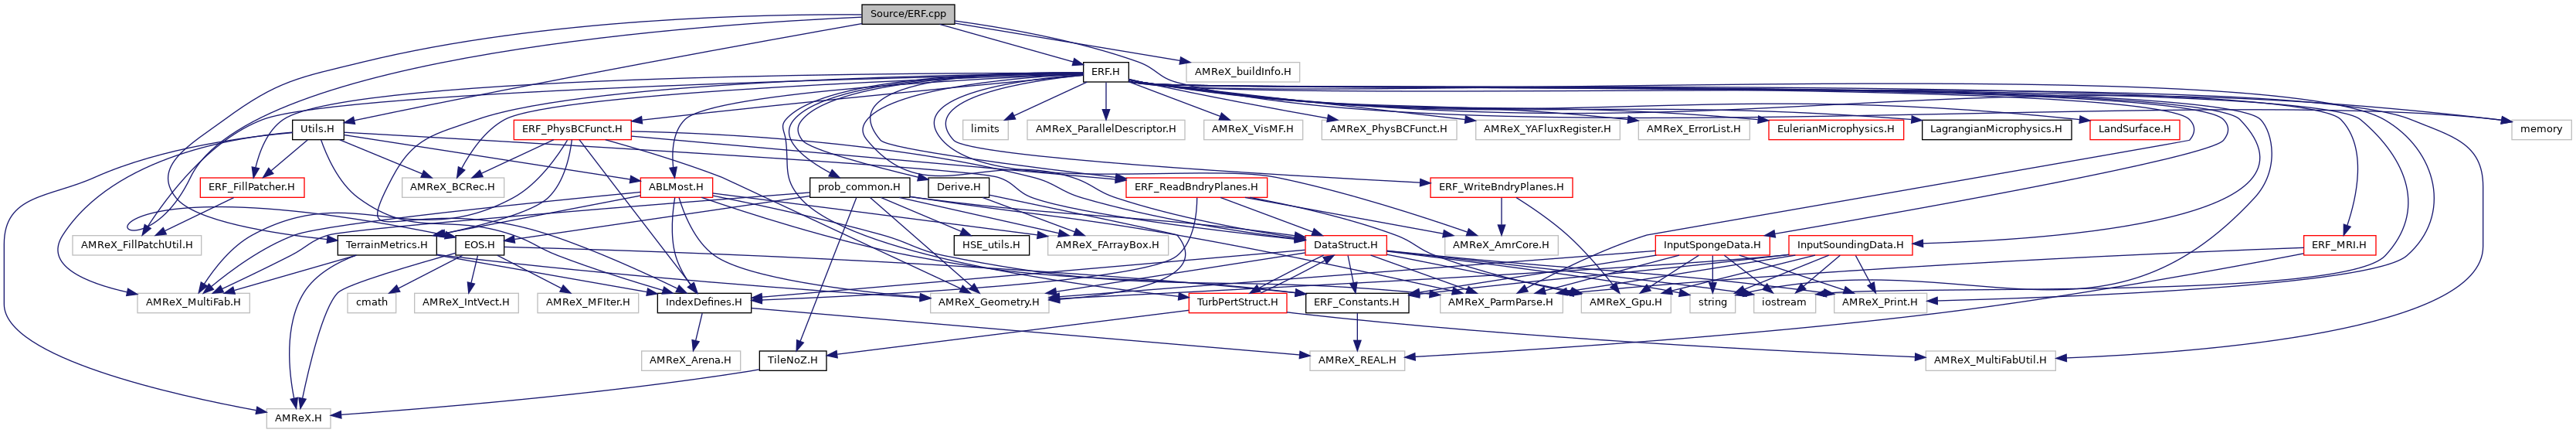 Source/ERF.cpp
ERF.H
AMReX_buildInfo.H
Utils.H
ERF_PhysBCFunct.H
limits
AMReX_ParallelDescriptor.H
AMReX_VisMF.H
AMReX_PhysBCFunct.H
AMReX_YAFluxRegister.H
AMReX_ErrorList.H
EulerianMicrophysics.H
LagrangianMicrophysics.H
LandSurface.H
memory
ERF_FillPatcher.H
AMReX_BCRec.H
ABLMost.H
prob_common.H
Derive.H
ERF_ReadBndryPlanes.H
ERF_WriteBndryPlanes.H
AMReX_FillPatchUtil.H
TerrainMetrics.H
EOS.H
HSE_utils.H
AMReX_FArrayBox.H
DataStruct.H
AMReX_AmrCore.H
InputSpongeData.H
InputSoundingData.H
ERF_MRI.H
AMReX_MultiFab.H
cmath
AMReX_IntVect.H
AMReX_MFIter.H
IndexDefines.H
AMReX_Geometry.H
TurbPertStruct.H
ERF_Constants.H
AMReX_ParmParse.H
AMReX_Gpu.H
string
iostream
AMReX_Print.H
AMReX_Arena.H
TileNoZ.H
AMReX_REAL.H
AMReX_MultiFabUtil.H
AMReX.H